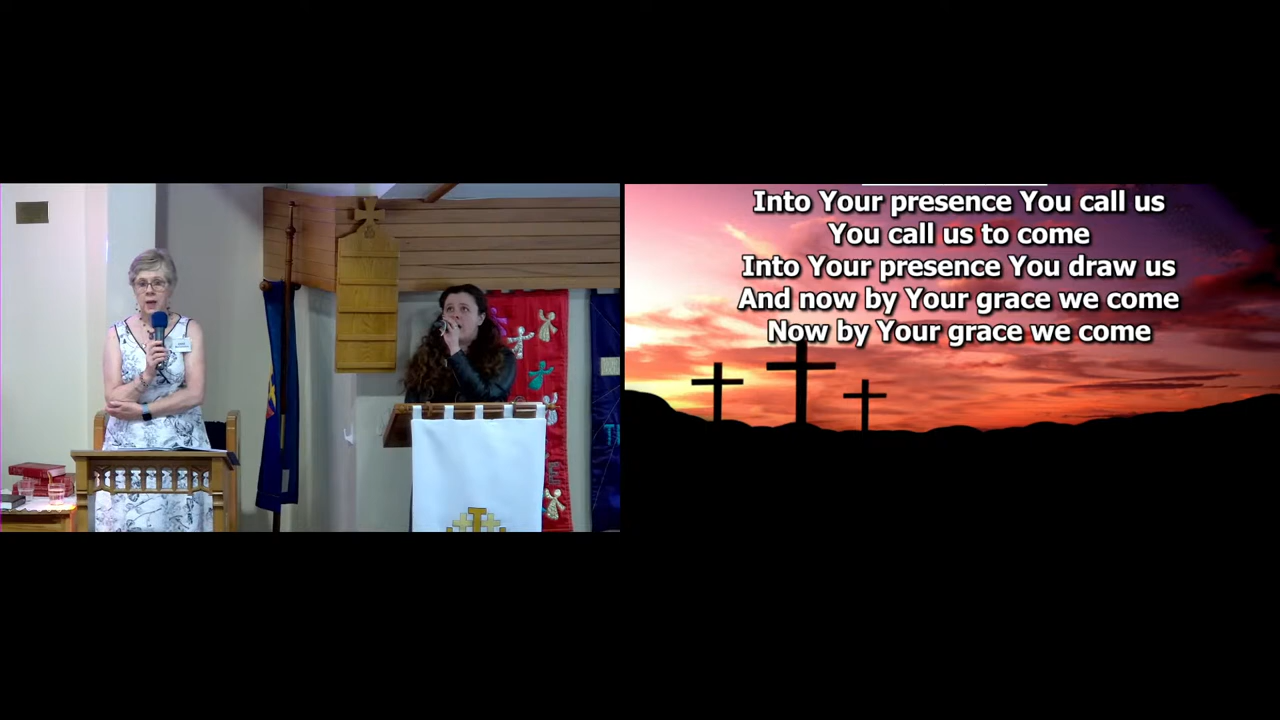 Into Your presence You call us
You call us to come
Into Your presence You draw us
And now by Your grace we come
Now by Your grace we come